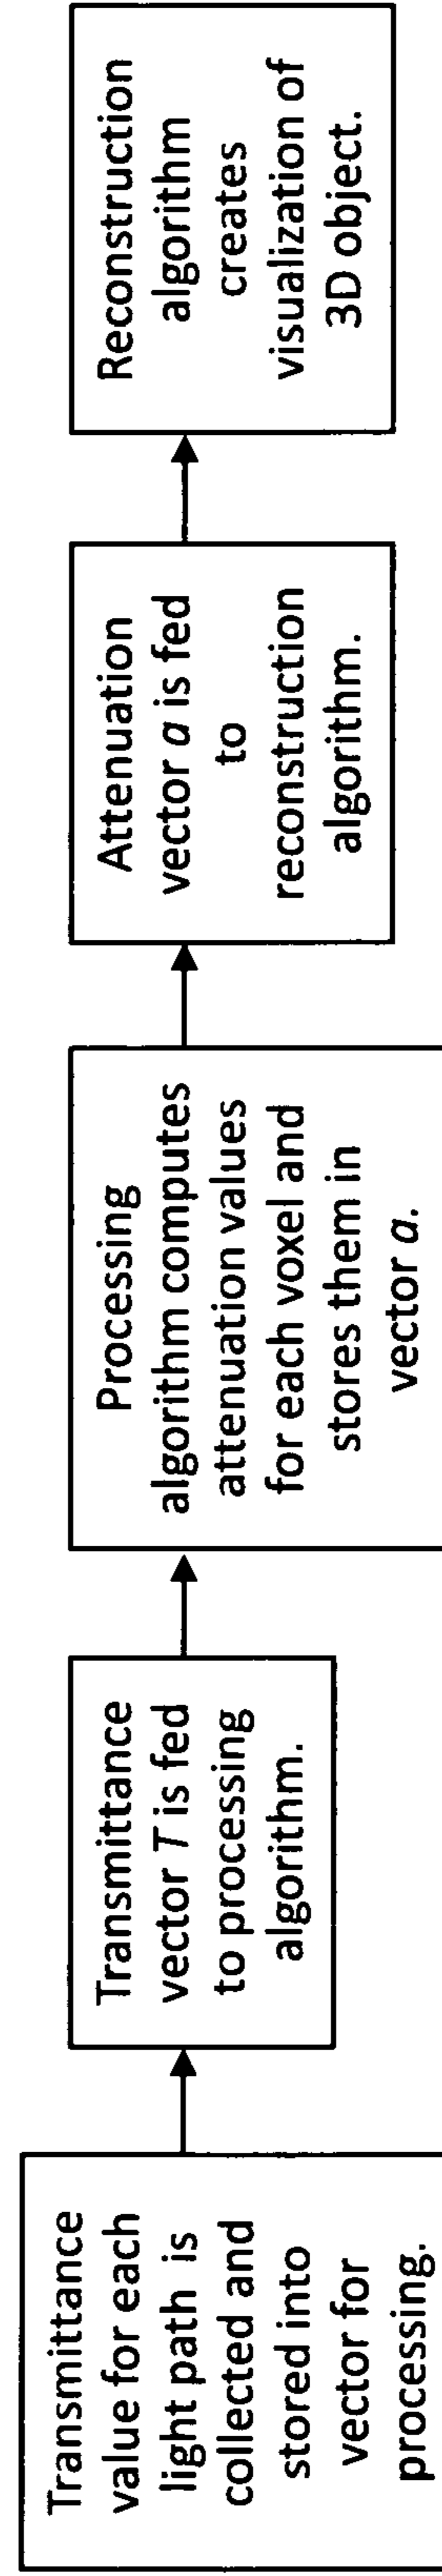 Transmittance
value for each
light path is
collected and
stored into
vector for
processing.
Transmittance
vector T is fed
to processing
algorithm.
Processing
algorithm computes
attenuation values
for each voxel and
stores them in
vector a.
Attenuation
vector a is fed
to
reconstruction
algorithm.
Reconstruction
algorithm
creates
visualization of
3D object.